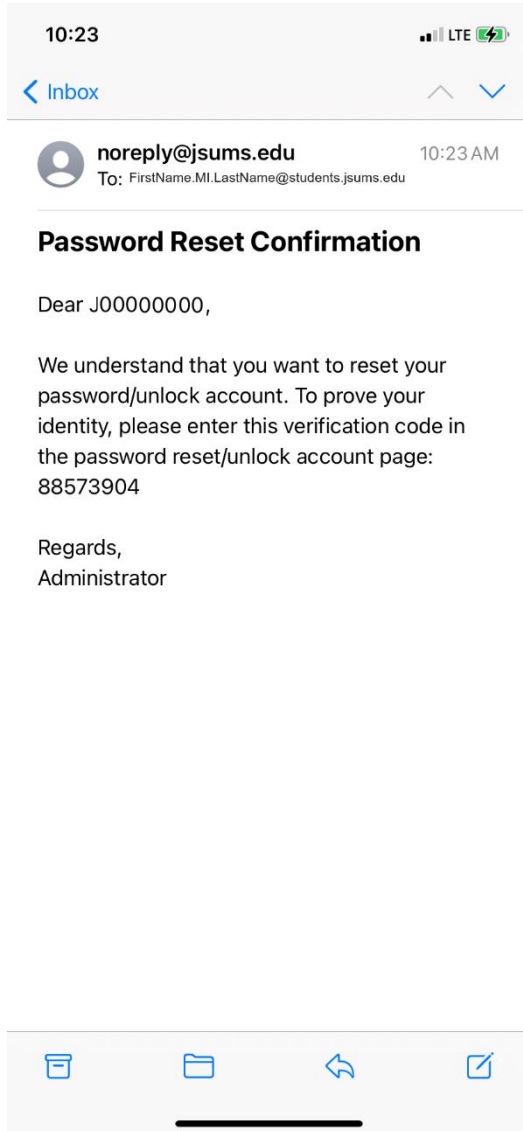 10:23 LTE
Inbox
noreply@jsums.edu 10:23 AM
To: FirstName.MI.LastName@students.jsums.edu
Password Reset Confirmation
Dear J00000000,
We understand that you want to reset your
password/unlock account. To prove your
identity, please enter this verification code in
the password reset/unlock account page:
88573904
Regards,
Administrator